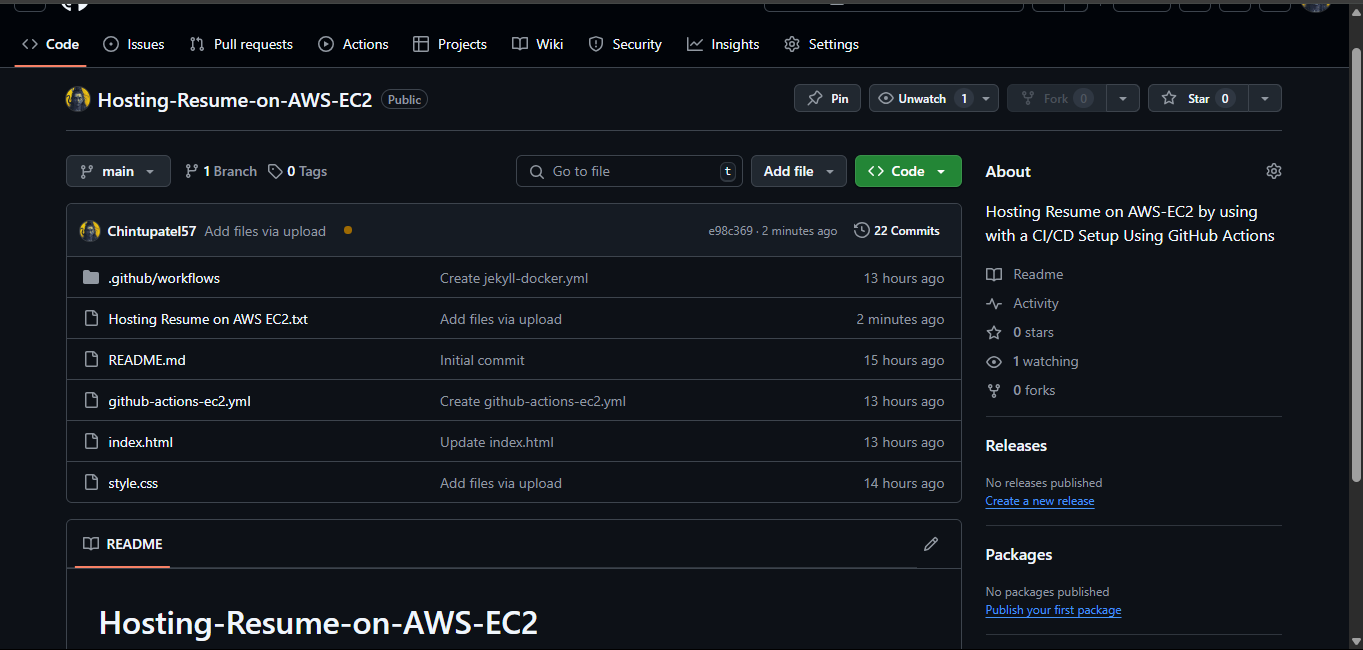 Code Issues Pull requests Actions Projects Wiki Security Insights Settings
Hosting-Resume-on-AWS-EC2 Public Pin Unwatch 1 Fork 0 Star 0
main 1 Branch 0 Tags Go to file t Add file Code
Chintupatel57 Add files via upload e98c369 · 2 minutes ago 22 Commits
.github/workflows Create jekyll-docker.yml 13 hours ago
Hosting Resume on AWS EC2.txt Add files via upload 2 minutes ago
README.md Initial commit 15 hours ago
github-actions-ec2.yml Create github-actions-ec2.yml 13 hours ago
index.html Update index.html 13 hours ago
style.css Add files via upload 14 hours ago
README
Hosting-Resume-on-AWS-EC2
About
Hosting Resume on AWS-EC2 by using
with a CI/CD Setup Using GitHub Actions
Readme
Activity
0 stars
1 watching
0 forks
Releases
No releases published
Create a new release
Packages
No packages published
Publish your first package